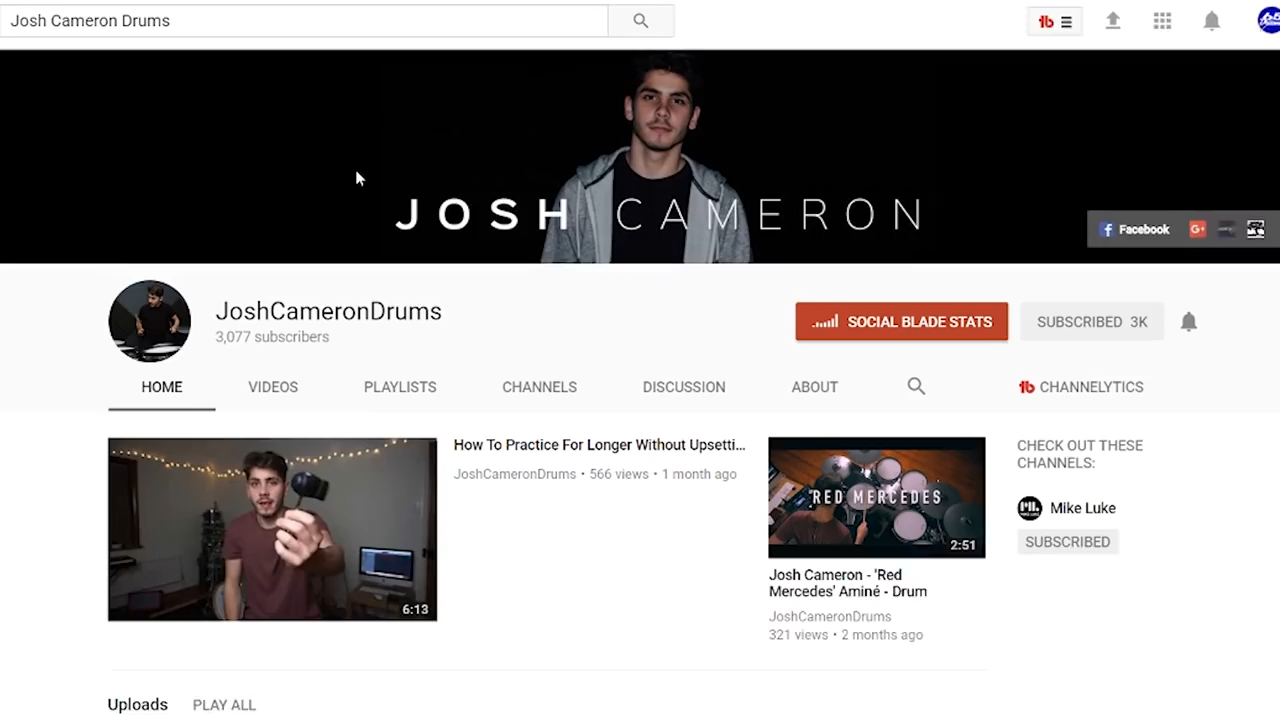 Josh Cameron Drums
JOSH CAMERON
Facebook
JoshCameronDrums
3,077 subscribers
SOCIAL BLADE STATS
SUBSCRIBED 3K
HOME
VIDEOS
PLAYLISTS
CHANNELS
DISCUSSION
ABOUT
CHANNELYTICS
6:13
How To Practice For Longer Without Upsetti...
JoshCameronDrums • 566 views • 1 month ago
RED MERCEDES
2:51
Josh Cameron - 'Red
Mercedes' Aminé - Drum
JoshCameronDrums
321 views • 2 months ago
CHECK OUT THESE
CHANNELS:
Mike Luke
SUBSCRIBED
Uploads
PLAY ALL